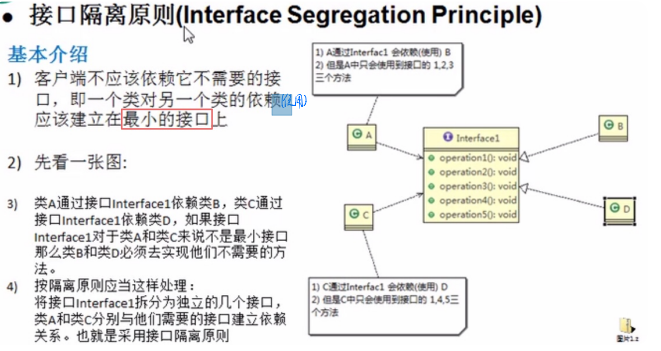 ● 接口隔离原则(Interface Segregation Principle)
基本介绍
1) 客户端不应该依赖它不需要的接
口，即一个类对另一个类的依赖
应该建立在最小的接口上
2) 先看一张图:
3) 类A通过接口Interface1依赖类B，类C通过
接口Interface1依赖类D，如果接口
Interface1对于类A和类C来说不是最小接口
那么类B和类D必须去实现他们不需要的方
法。
4) 按隔离原则应当这样处理：
将接口Interface1拆分为独立的几个接口，
类A和类C分别与他们需要的接口建立依赖
关系。也就是采用接口隔离原则
1) A通过Interfac1 会依赖(使用) B
2) 但是A中只会使用到接口的 1,2,3
三个方法
A
Interface1
operation1(): void
operation2(): void
operation3(): void
operation4(): void
operation5(): void
B
C
D
1) C通过Interfac1 会依赖(使用) D
2) 但是C中只会使用到接口的 1,4,5三
个方法
图片1.z